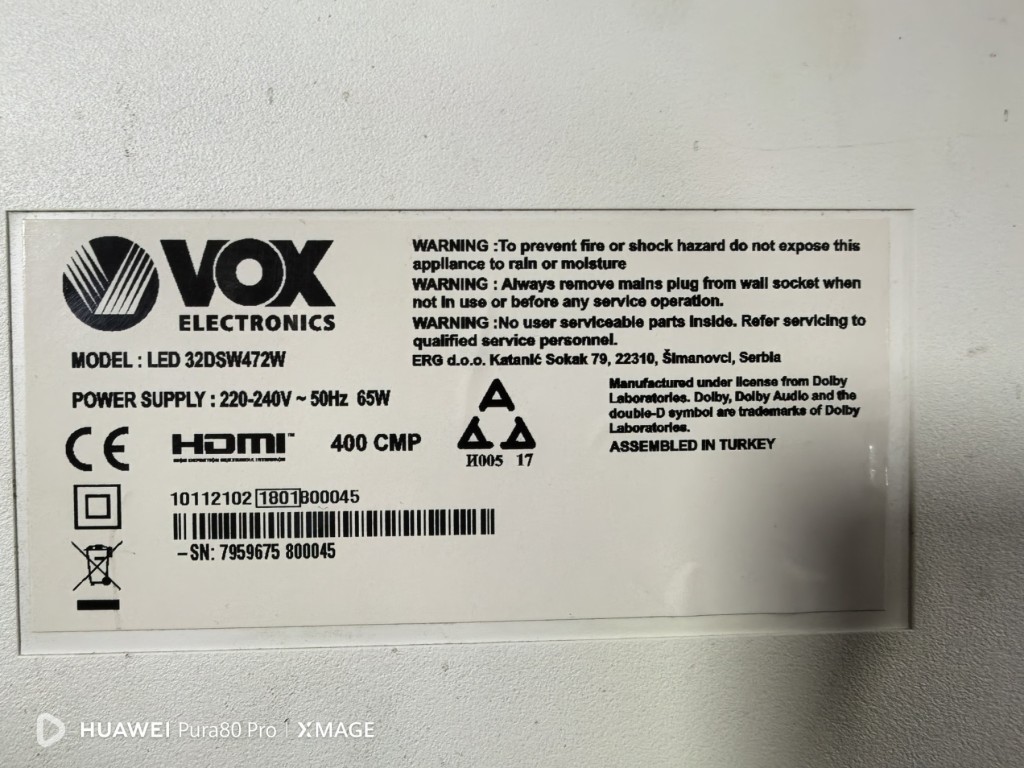 VOX
ELECTRONICS
MODEL : LED 32DSW472W
POWER SUPPLY : 220-240V ~ 50Hz 65W
CE HDMI™ 400 CMP
WARNING :To prevent fire or shock hazard do not expose this
appliance to rain or moisture
WARNING : Always remove mains plug from wall socket when
not in use or before any service operation.
WARNING :No user serviceable parts inside. Refer servicing to
qualified service personnel.
ERG d.o.o. Katanić Sokak 79, 22310, Šimanovci, Serbia
A
A A
И005 17
Manufactured under license from Dolby
Laboratories. Dolby, Dolby Audio and the
double-D symbol are trademarks of Dolby
Laboratories.
ASSEMBLED IN TURKEY
10112102 1801800045
–SN: 7959675 800045
HUAWEI Pura80 Pro | XMAGE